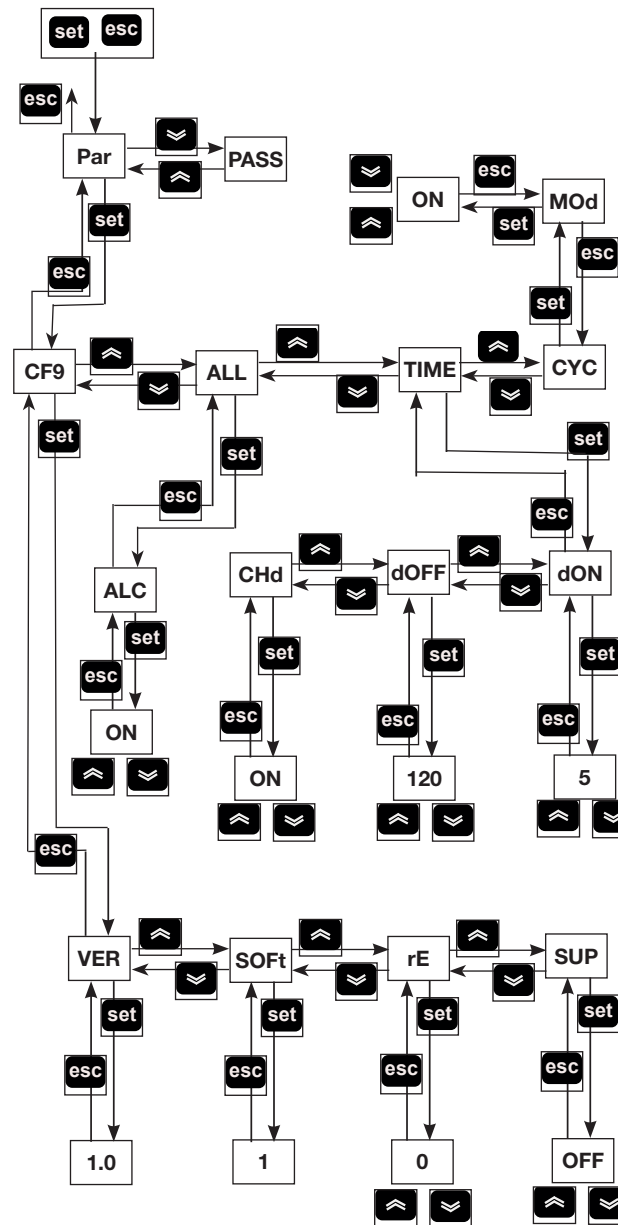 set esc
esc
Par PASS
set
esc
ON esc MOd
set
esc
set
CF9 ALL TIME CYC
set
set
set
esc
esc
ALC CHd dOFF dON
set
set
set
set
esc
esc
esc
esc
ON
ON 120 5
esc
VER SOFt rE SUP
set set set set
esc esc esc esc
1.0 1 0 OFF